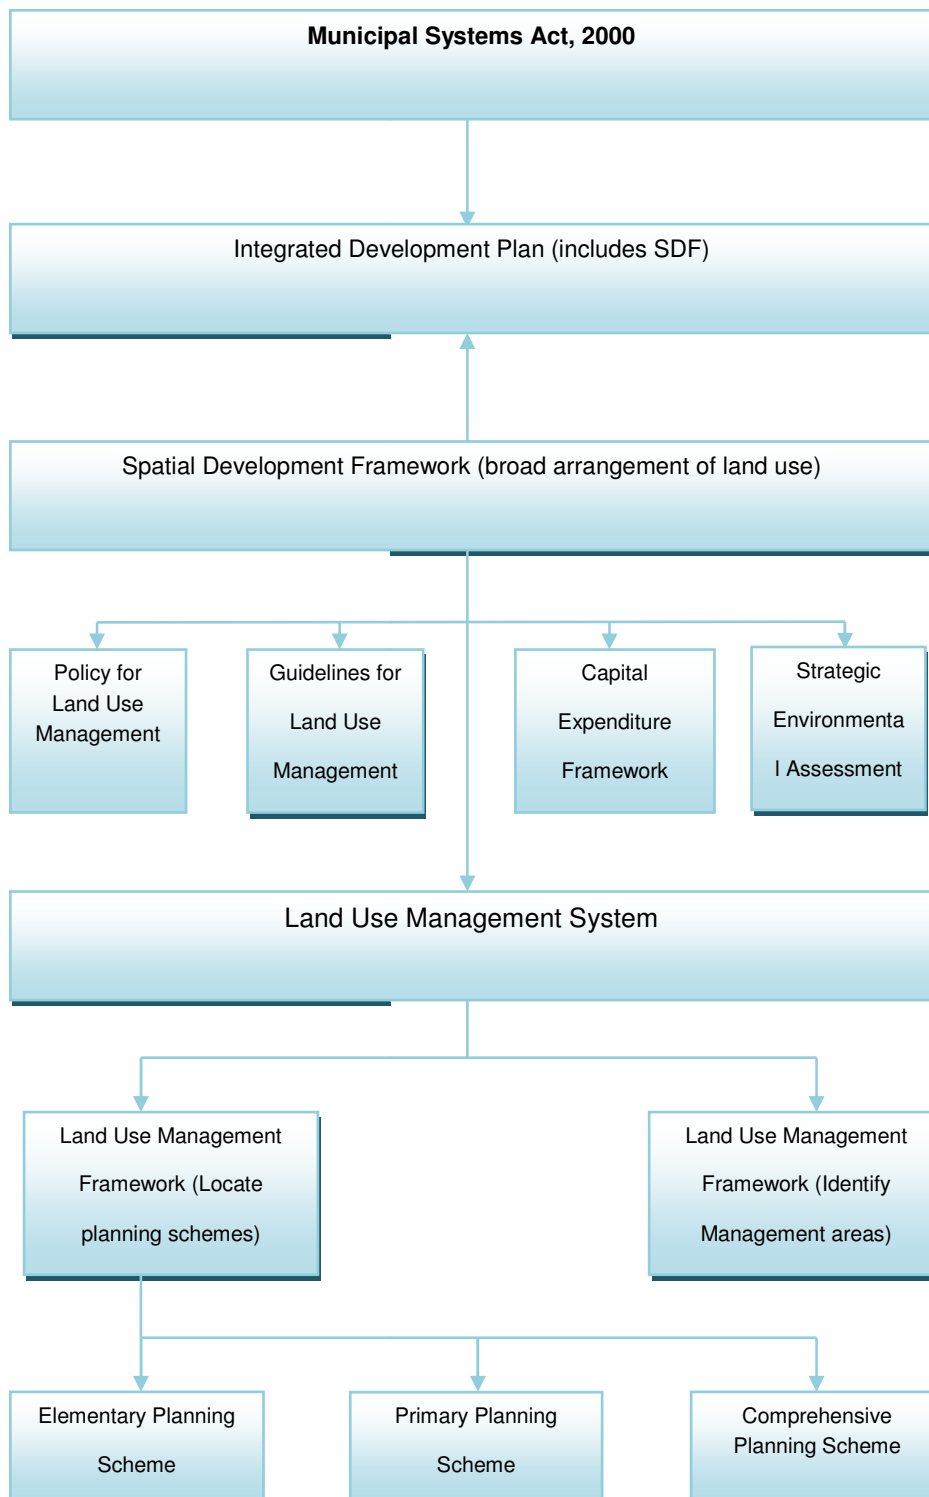 Municipal Systems Act, 2000
Integrated Development Plan (includes SDF)
Spatial Development Framework (broad arrangement of land use)
Policy for
Land Use
Management
Guidelines for
Land Use
Management
Capital
Expenditure
Framework
Strategic
Environmenta
l Assessment
Land Use Management System
Land Use Management
Framework (Locate
planning schemes)
Land Use Management
Framework (Identify
Management areas)
Elementary Planning
Scheme
Primary Planning
Scheme
Comprehensive
Planning Scheme